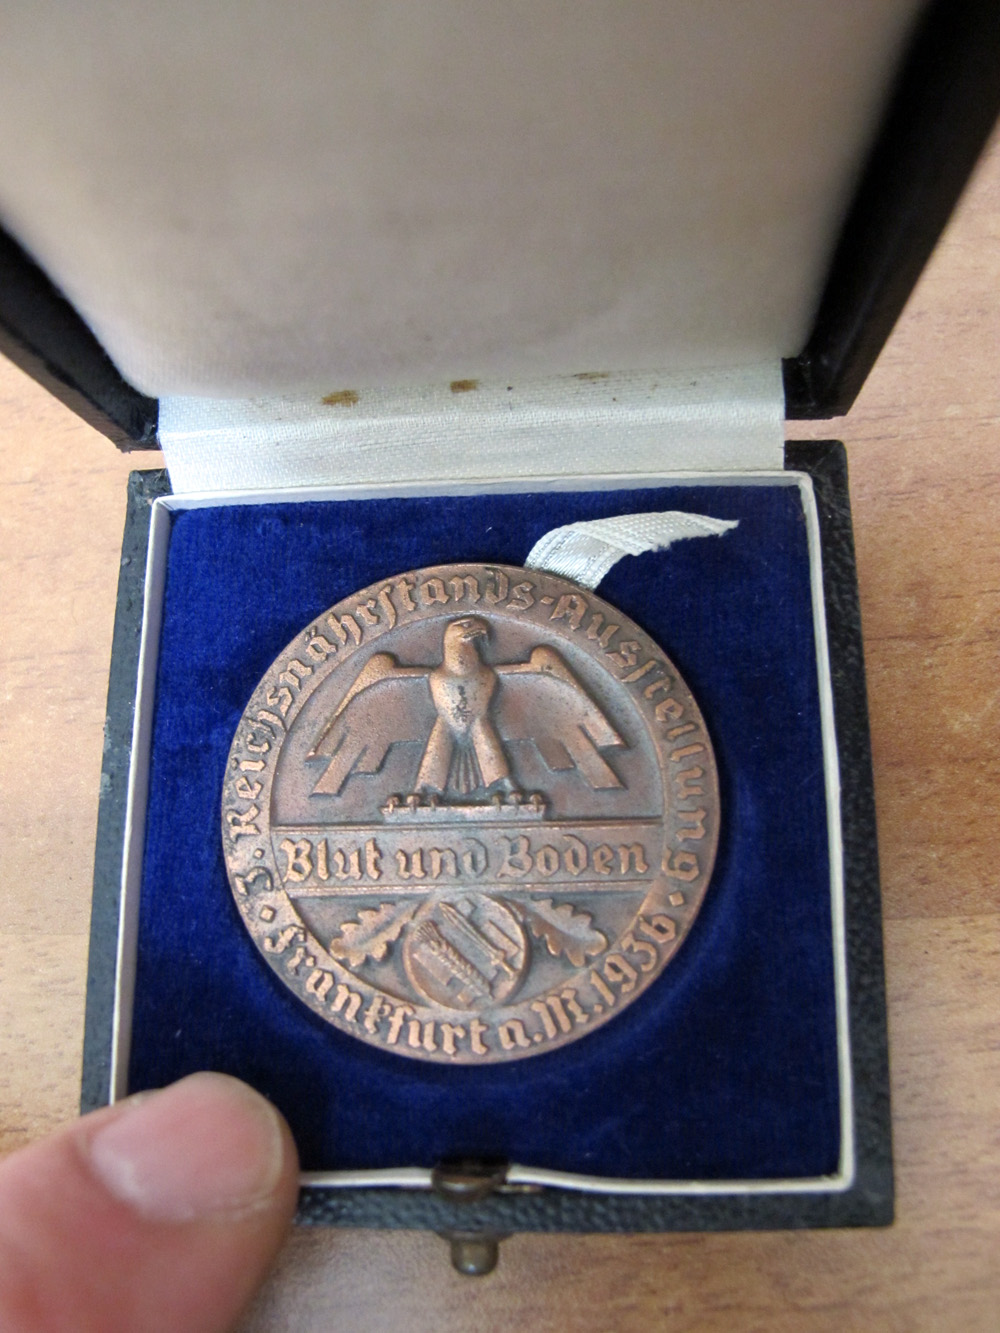 3. Reichsnährstands-Ausstellung
Blut und Boden
Frankfurt a.M. 1936